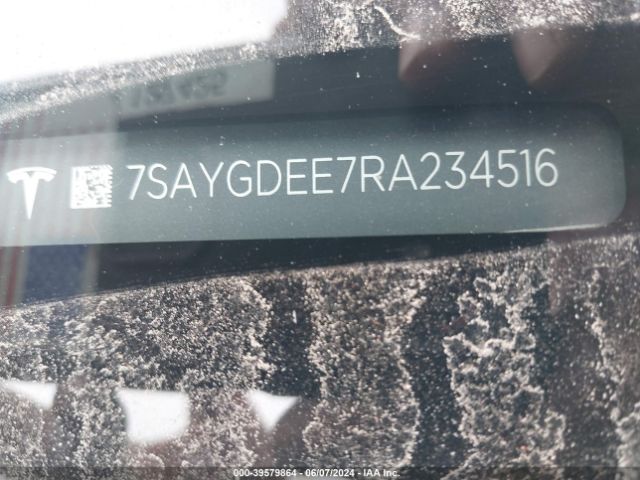 7SAYGDEE7RA234516
000-39579864 - 06/07/2024 - IAA Inc.